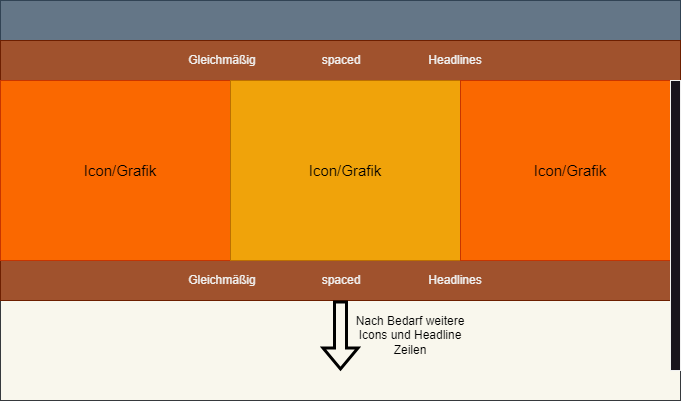 Gleichmäßig spaced Headlines
Icon/Grafik Icon/Grafik Icon/Grafik
Gleichmäßig spaced Headlines
Nach Bedarf weitere
Icons und Headline
Zeilen